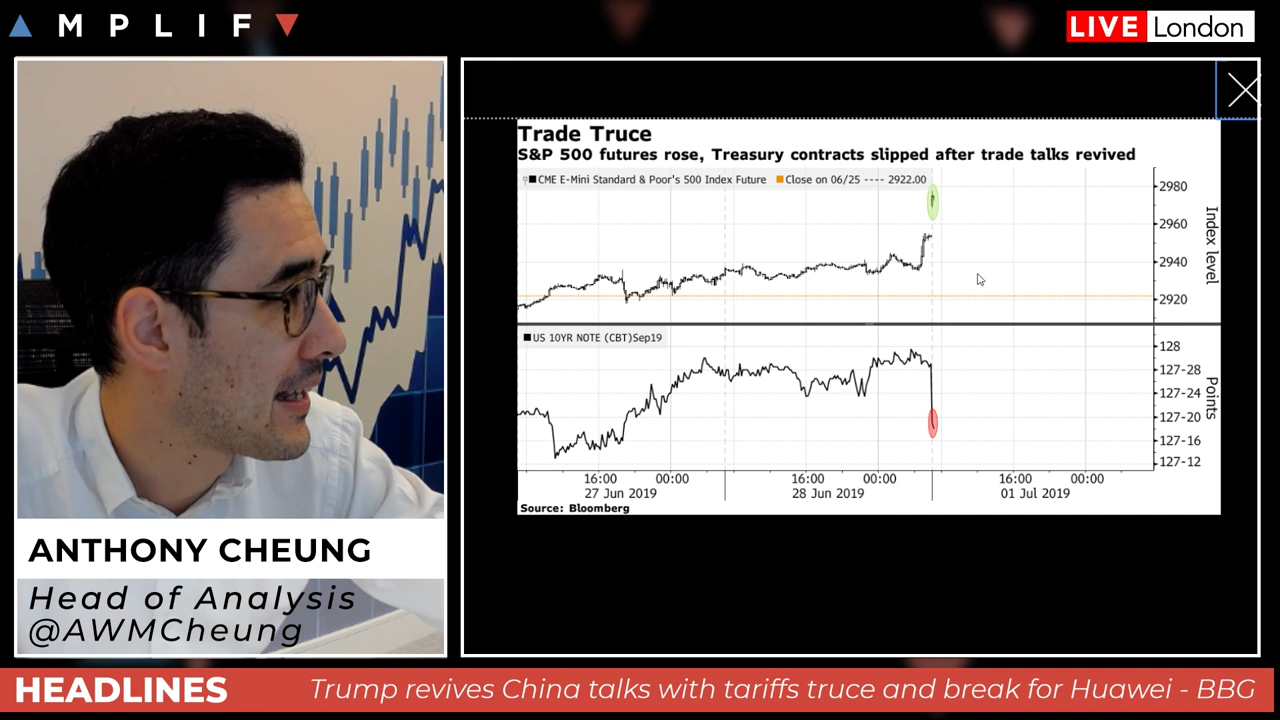 AMPLIFY
LIVE London
Trade Truce
S&P 500 futures rose, Treasury contracts slipped after trade talks revived
CME E-Mini Standard & Poor's 500 Index Future Close on 06/25 ---- 2922.00
2980
2960
2940
2920
Index level
US 10YR NOTE (CBT)Sep19
128
127-28
127-24
127-20
127-16
127-12
Points
16:00 00:00 16:00 00:00 16:00 00:00
27 Jun 2019 28 Jun 2019 01 Jul 2019
Source: Bloomberg
ANTHONY CHEUNG
Head of Analysis
@AWMCheung
HEADLINES Trump revives China talks with tariffs truce and break for Huawei - BBG